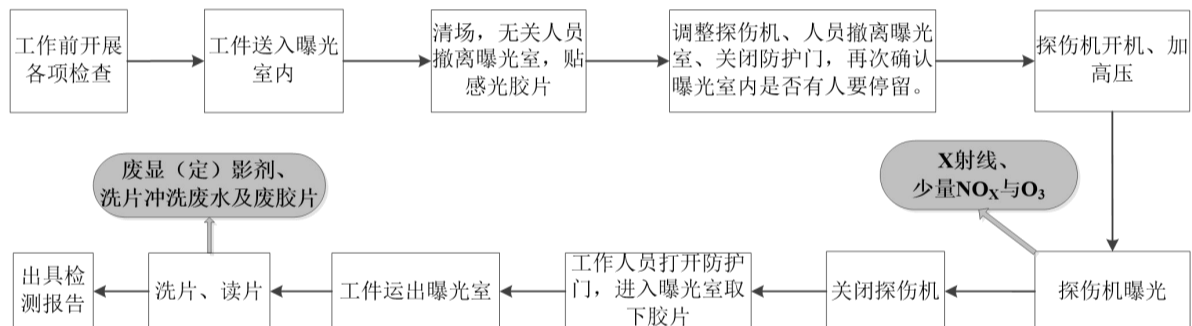 工作前开展
各项检查
工件送入曝光
室内
清场，无关人员
撤离曝光室，贴
感光胶片
调整探伤机、人员撤离曝光
室、关闭防护门，再次确认
曝光室内是否有人要停留。
探伤机开机、加
高压
废显（定）影剂、
洗片冲洗废水及废胶片
X射线、
少量NOX与O3
出具检
测报告
洗片、读片
工件运出曝光室
工作人员打开防护
门，进入曝光室取
下胶片
关闭探伤机
探伤机曝光